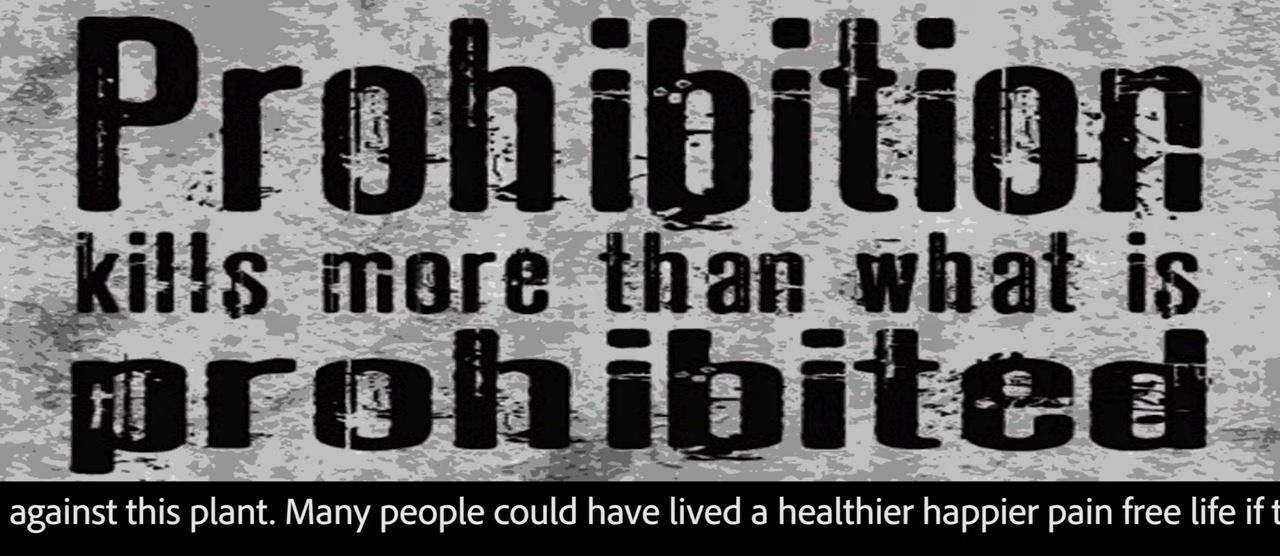 Prohibition
kills more than what is
prohibited
against this plant. Many people could have lived a healthier happier pain free life if